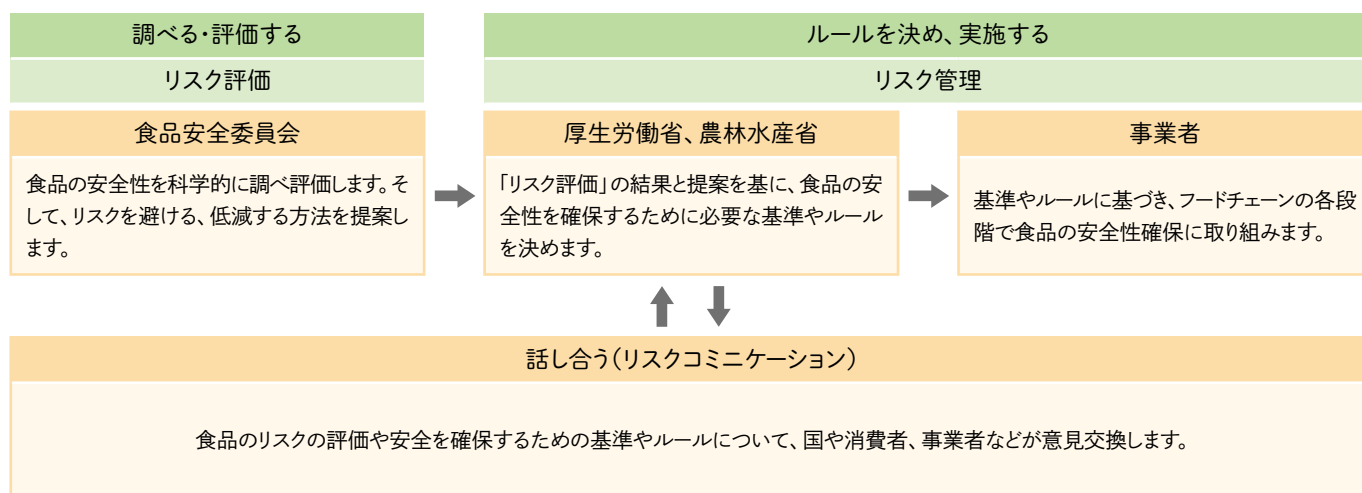 調べる・評価する
ルールを決め、実施する
リスク評価
リスク管理
食品安全委員会
食品の安全性を科学的に調べ評価します。そ
して、リスクを避ける、低減する方法を提案し
ます。
厚生労働省、農林水産省
「リスク評価」の結果と提案を基に、食品の安
全性を確保するために必要な基準やルール
を決めます。
事業者
基準やルールに基づき、フードチェーンの各段
階で食品の安全性確保に取り組みます。
話し合う(リスクコミニケーション)
食品のリスクの評価や安全を確保するための基準やルールについて、国や消費者、事業者などが意見交換します。